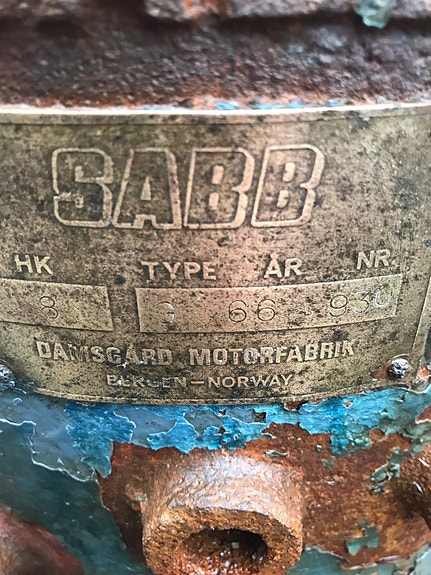 SABB
HK TYPE ÅR NR.
8 66
DAMSGÅRD MOTORFABRIK
BERGEN-NORWAY